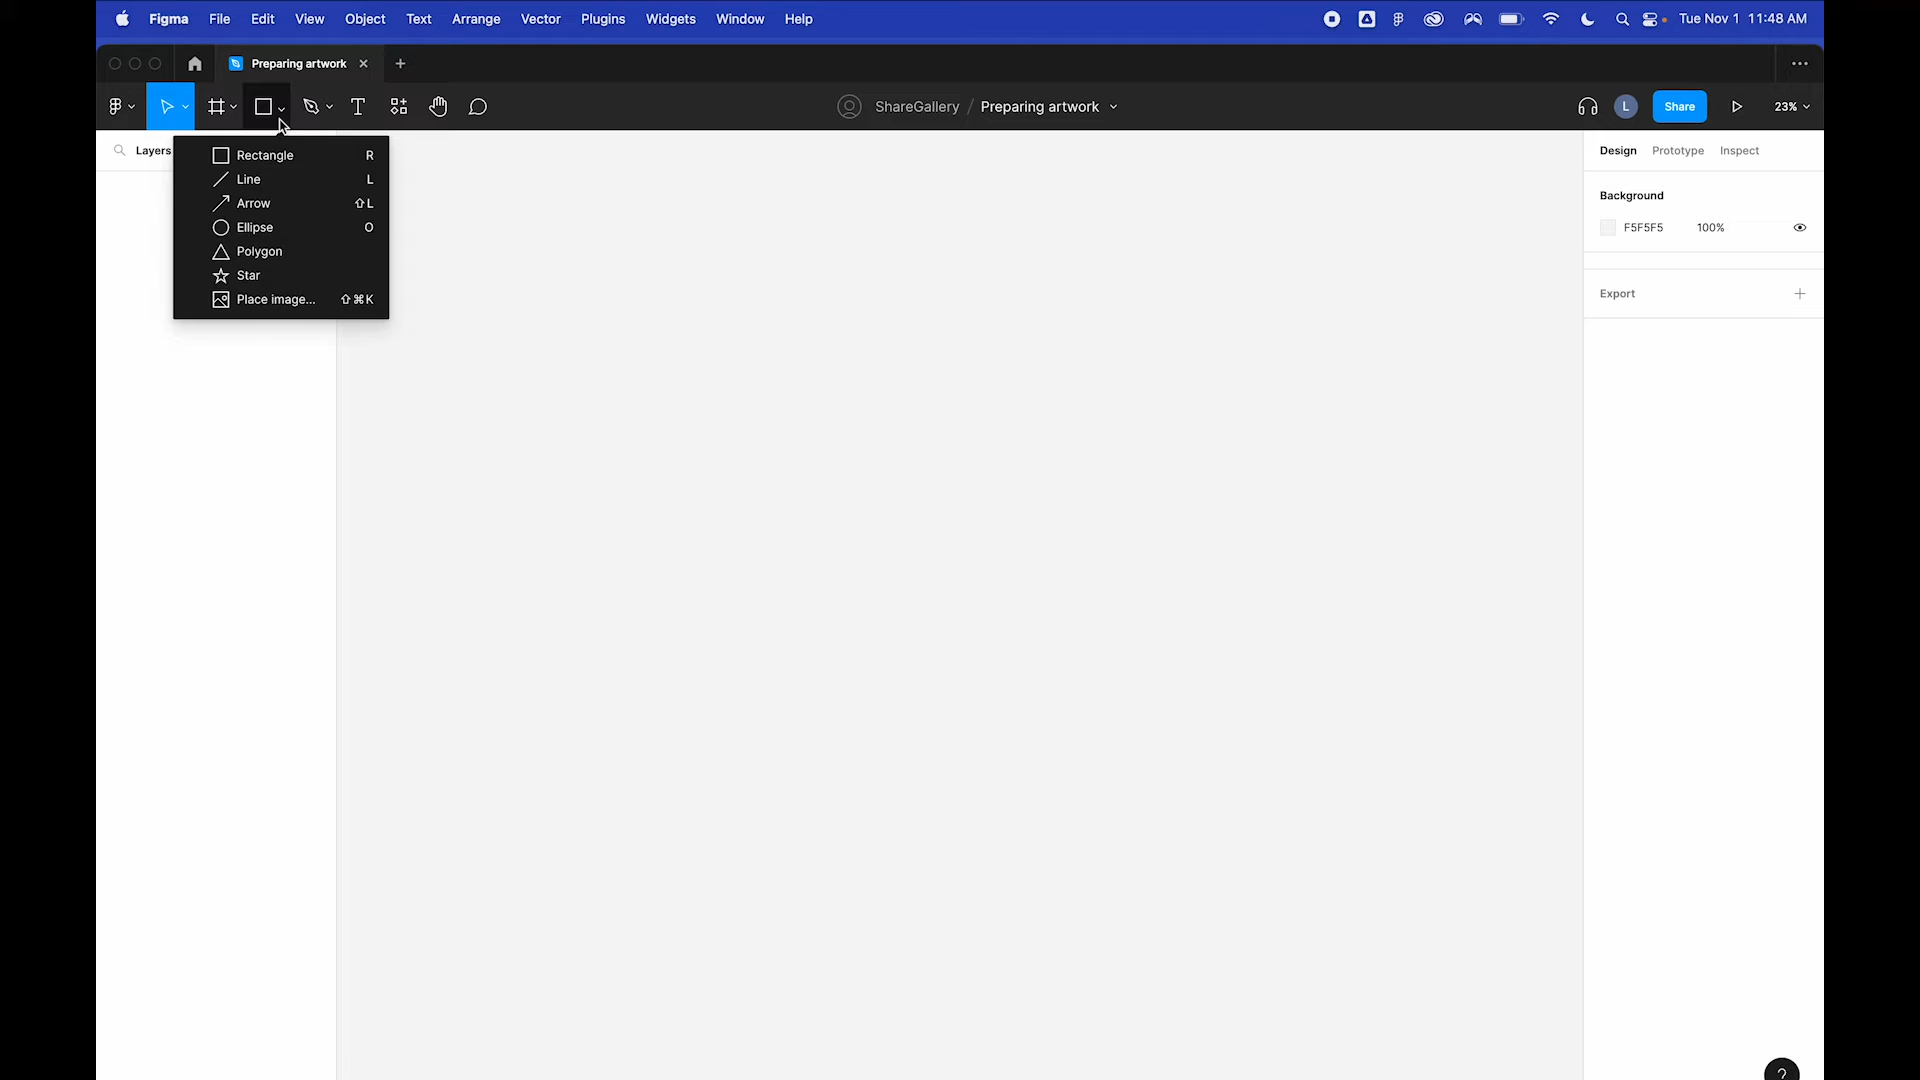 Figma File Edit View Object Text Arrange Vector Plugins Widgets Window Help Tue Nov 1 11:48 AM
Preparing artwork
ShareGallery / Preparing artwork L Share 23%
Layers
Rectangle R
Line L
Arrow ⇧L
Ellipse O
Polygon
Star
Place image... ⇧⌘K
Design Prototype Inspect
Background
F5F5F5 100%
Export
?